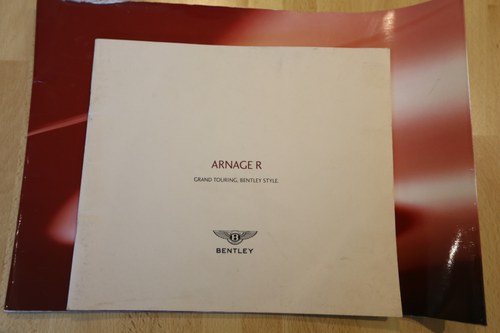 ARNAGE R
GRAND TOURING, BENTLEY STYLE.
B
BENTLEY